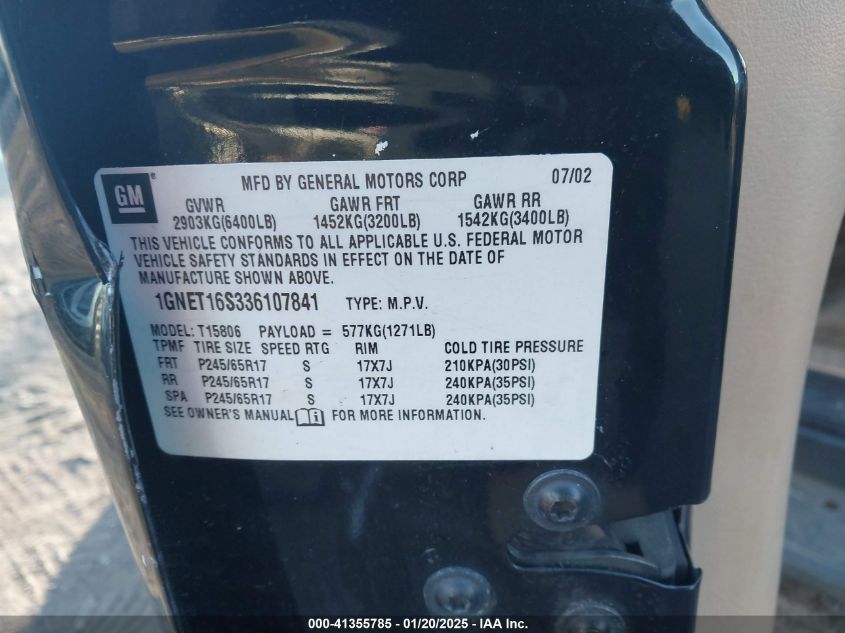 GM
MFD BY GENERAL MOTORS CORP 07/02
GVWR GAWR FRT GAWR RR
2903KG(6400LB) 1452KG(3200LB) 1542KG(3400LB)
THIS VEHICLE CONFORMS TO ALL APPLICABLE U.S. FEDERAL MOTOR
VEHICLE SAFETY STANDARDS IN EFFECT ON THE DATE OF
MANUFACTURE SHOWN ABOVE.
1GNET16S336107841 TYPE: M.P.V.
MODEL: T15806 PAYLOAD = 577KG(1271LB)
TPMF TIRE SIZE SPEED RTG RIM COLD TIRE PRESSURE
FRT P245/65R17 S 17X7J 210KPA(30PSI)
RR P245/65R17 S 17X7J 240KPA(35PSI)
SPA P245/65R17 S 17X7J 240KPA(35PSI)
SEE OWNER'S MANUAL FOR MORE INFORMATION.
000-41355785 - 01/20/2025 - IAA Inc.